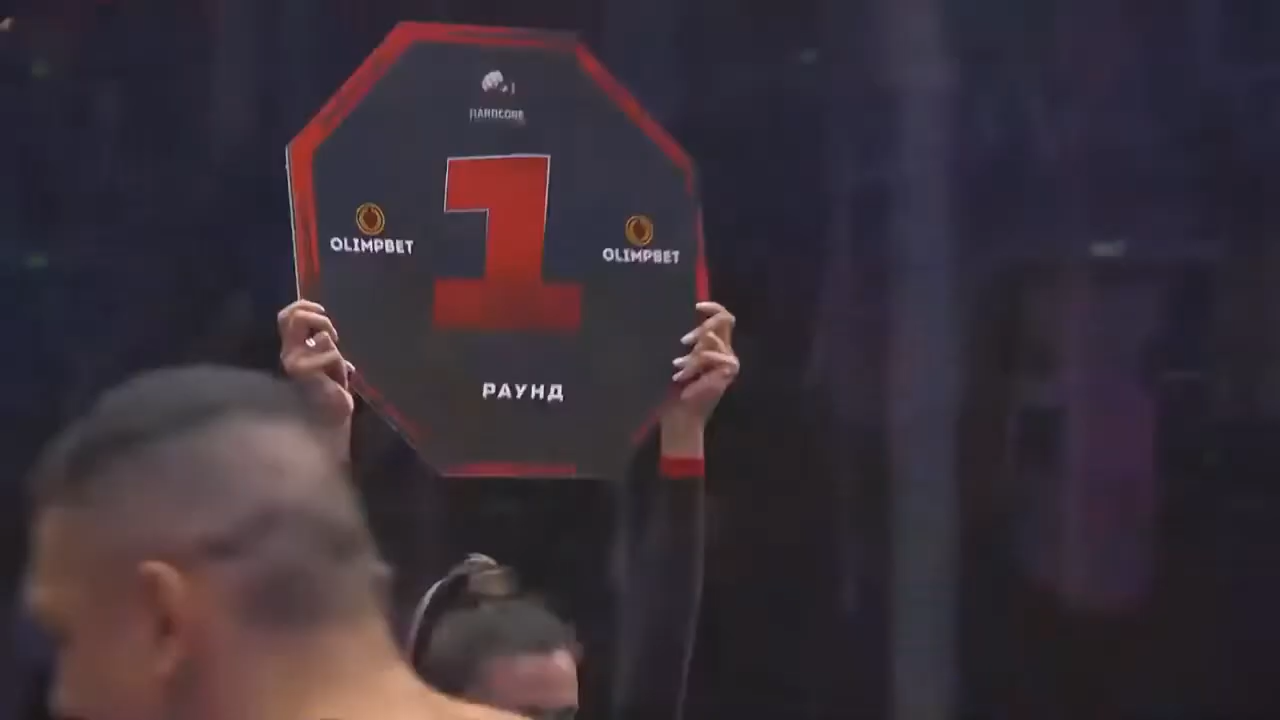 HARDCORE
1
OLIMPBET
OLIMPBET
РАУНД